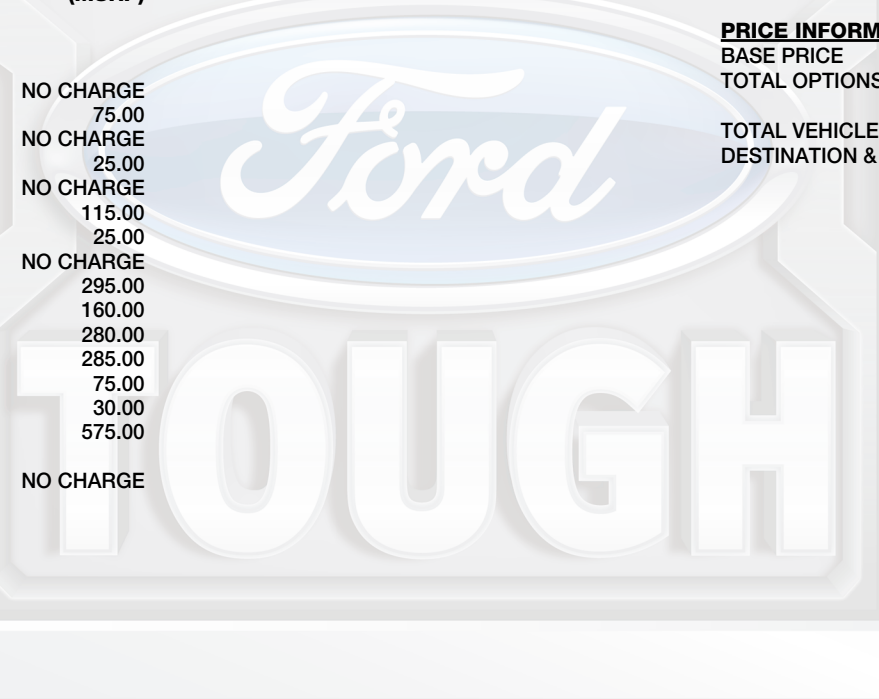 NO CHARGE
75.00
NO CHARGE
25.00
NO CHARGE
115.00
25.00
NO CHARGE
295.00
160.00
280.00
285.00
75.00
30.00
575.00
NO CHARGE
PRICE INFORM
BASE PRICE
TOTAL OPTIONS
TOTAL VEHICLE
DESTINATION &
Ford
TOUGH